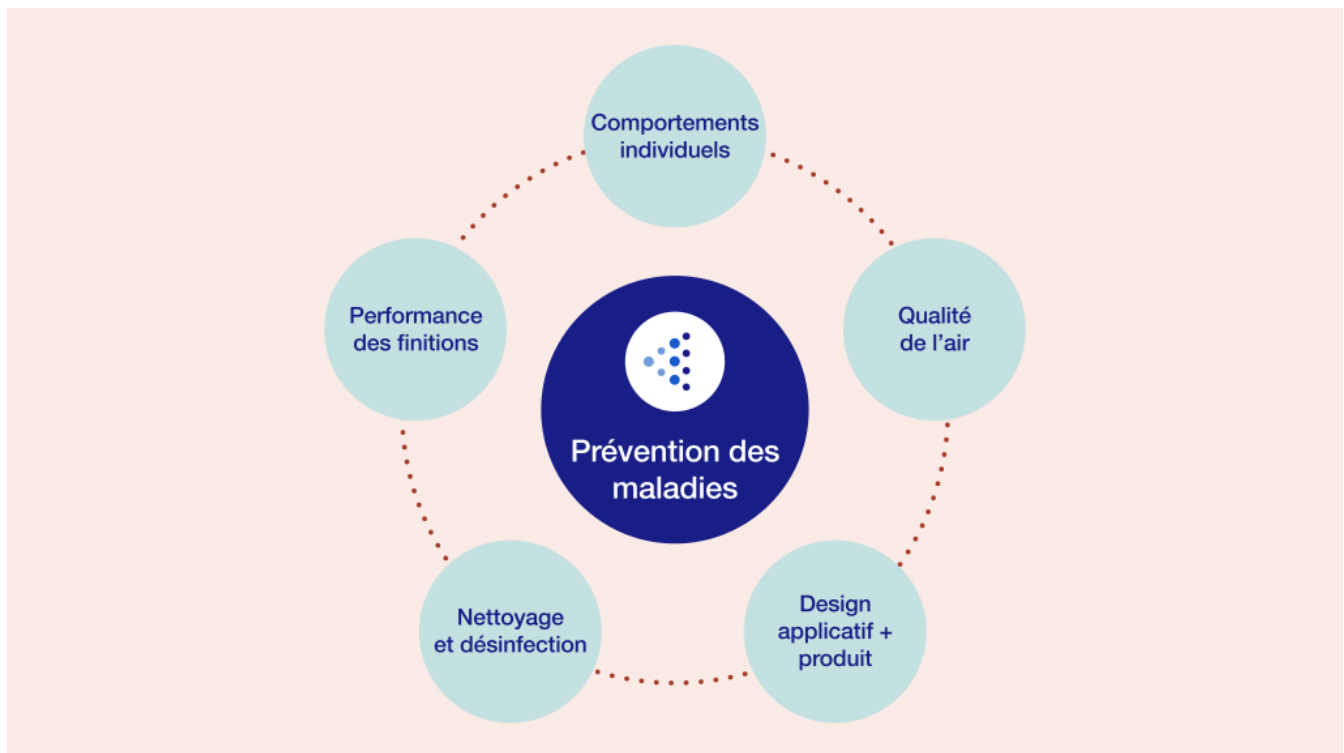 Comportements
individuels
Performance
des finitions
Qualité
de l'air
Prévention des
maladies
Nettoyage
et désinfection
Design
applicatif +
produit